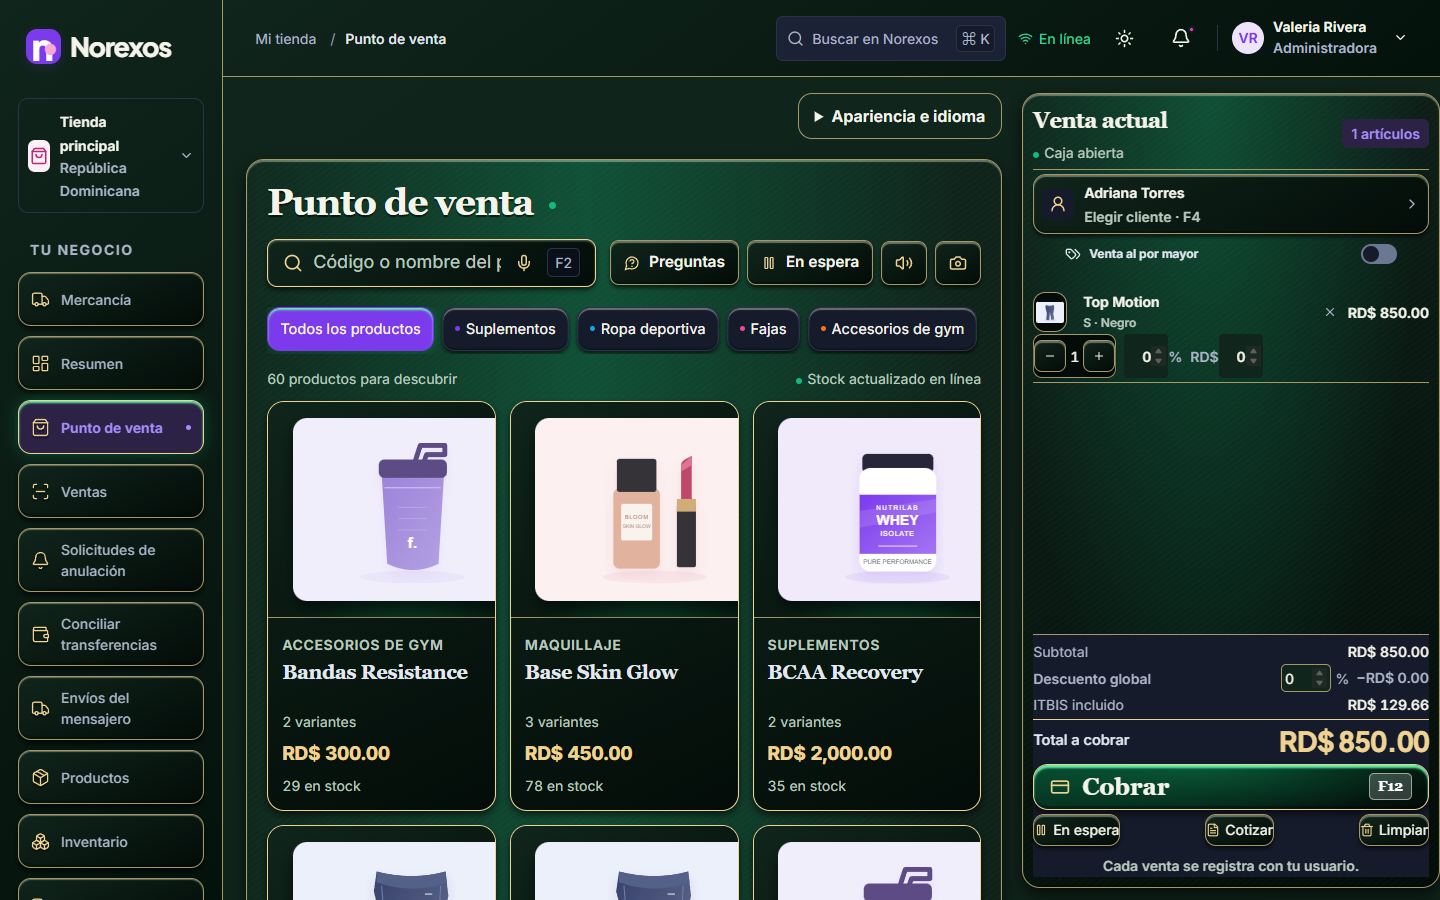 Norexos
Mi tienda / Punto de venta
Buscar en Norexos
⌘ K
En línea
VR
Valeria Rivera
Administradora
Tienda principal
República Dominicana
TU NEGOCIO
Mercancía
Resumen
Punto de venta
Ventas
Solicitudes de anulación
Conciliar transferencias
Envíos del mensajero
Productos
Inventario
Apariencia e idioma
Punto de venta
Código o nombre del p
F2
Preguntas
En espera
Todos los productos
Suplementos
Ropa deportiva
Fajas
Accesorios de gym
60 productos para descubrir
Stock actualizado en línea
f.
ACCESORIOS DE GYM
Bandas Resistance
2 variantes
RD$ 300.00
29 en stock
BLOOM
SKIN GLOW
MAQUILLAJE
Base Skin Glow
3 variantes
RD$ 450.00
78 en stock
NUTRILAB
WHEY
ISOLATE
PURE PERFORMANCE
SUPLEMENTOS
BCAA Recovery
2 variantes
RD$ 2,000.00
35 en stock
Venta actual
Caja abierta
1 artículos
Adriana Torres
Elegir cliente · F4
Venta al por mayor
Top Motion
S · Negro
× RD$ 850.00
− 1 + 0 % RD$ 0
Subtotal RD$ 850.00
Descuento global 0 % −RD$ 0.00
ITBIS incluido RD$ 129.66
Total a cobrar RD$ 850.00
Cobrar F12
En espera
Cotizar
Limpiar
Cada venta se registra con tu usuario.